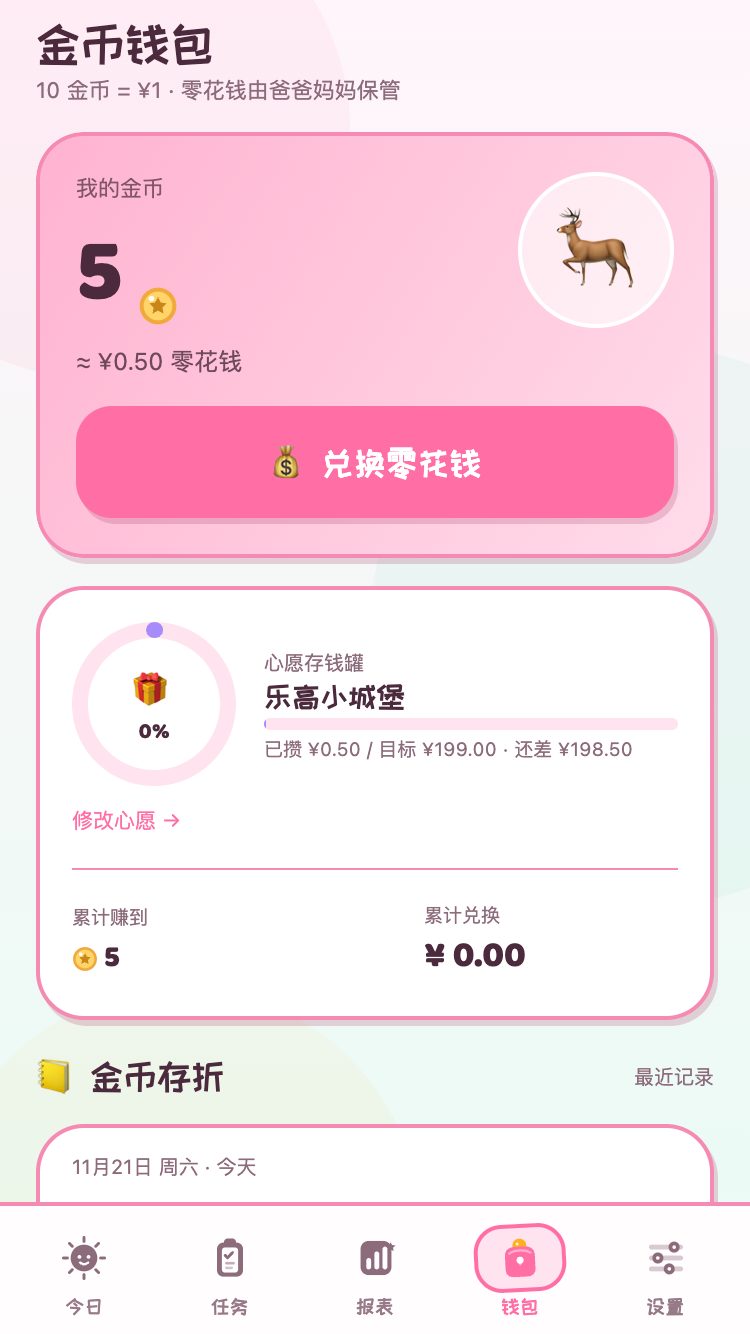 金币钱包
10 金币 = ¥1 · 零花钱由爸爸妈妈保管
我的金币
5
≈ ¥0.50 零花钱
兑换零花钱
0%
心愿存钱罐
乐高小城堡
已攒 ¥0.50 / 目标 ¥199.00 · 还差 ¥198.50
修改心愿 →
累计赚到
5
累计兑换
¥ 0.00
金币存折
最近记录
11月21日 周六 · 今天
今日
任务
报表
钱包
设置